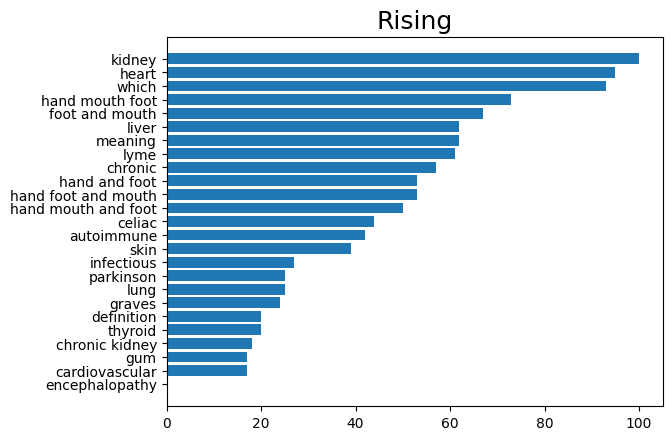 Rising
kidney
heart
which
hand mouth foot
foot and mouth
liver
meaning
lyme
chronic
hand and foot
hand foot and mouth
hand mouth and foot
celiac
autoimmune
skin
infectious
parkinson
lung
graves
definition
thyroid
chronic kidney
gum
cardiovascular
encephalopathy
0 20 40 60 80 100